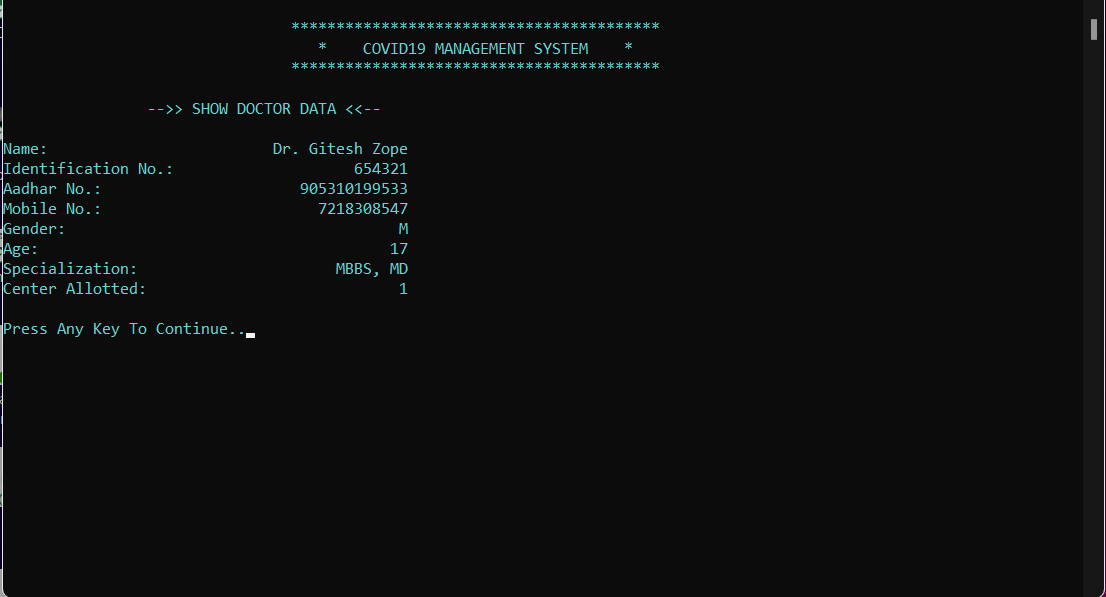 *****************************************
* COVID19 MANAGEMENT SYSTEM *
*****************************************
-->> SHOW DOCTOR DATA <<--
Name: Dr. Gitesh Zope
Identification No.: 654321
Aadhar No.: 905310199533
Mobile No.: 7218308547
Gender: M
Age: 17
Specialization: MBBS, MD
Center Allotted: 1
Press Any Key To Continue..